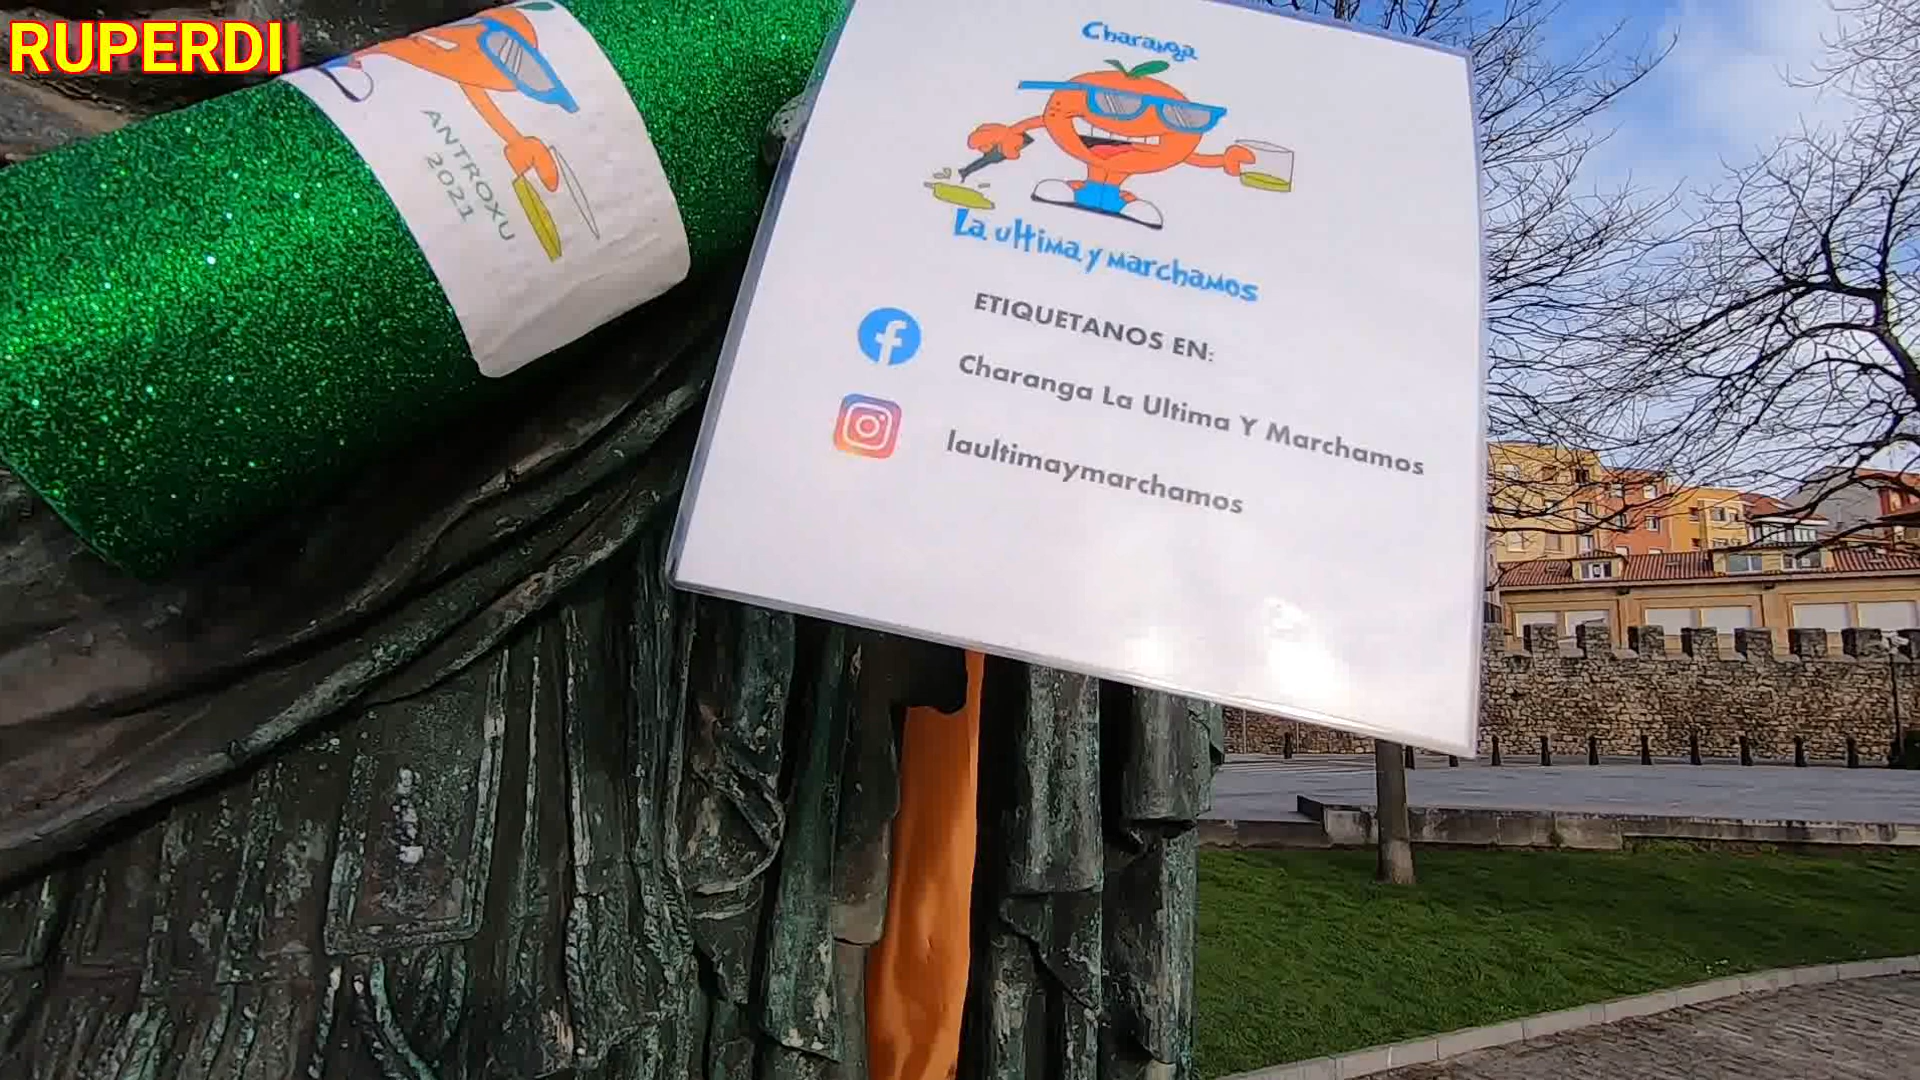 RUPERDI
ANTROXU
2021
Charanga
La ultima y marchamos
ETIQUETANOS EN:
Charanga La Ultima Y Marchamos
laultimaymarchamos